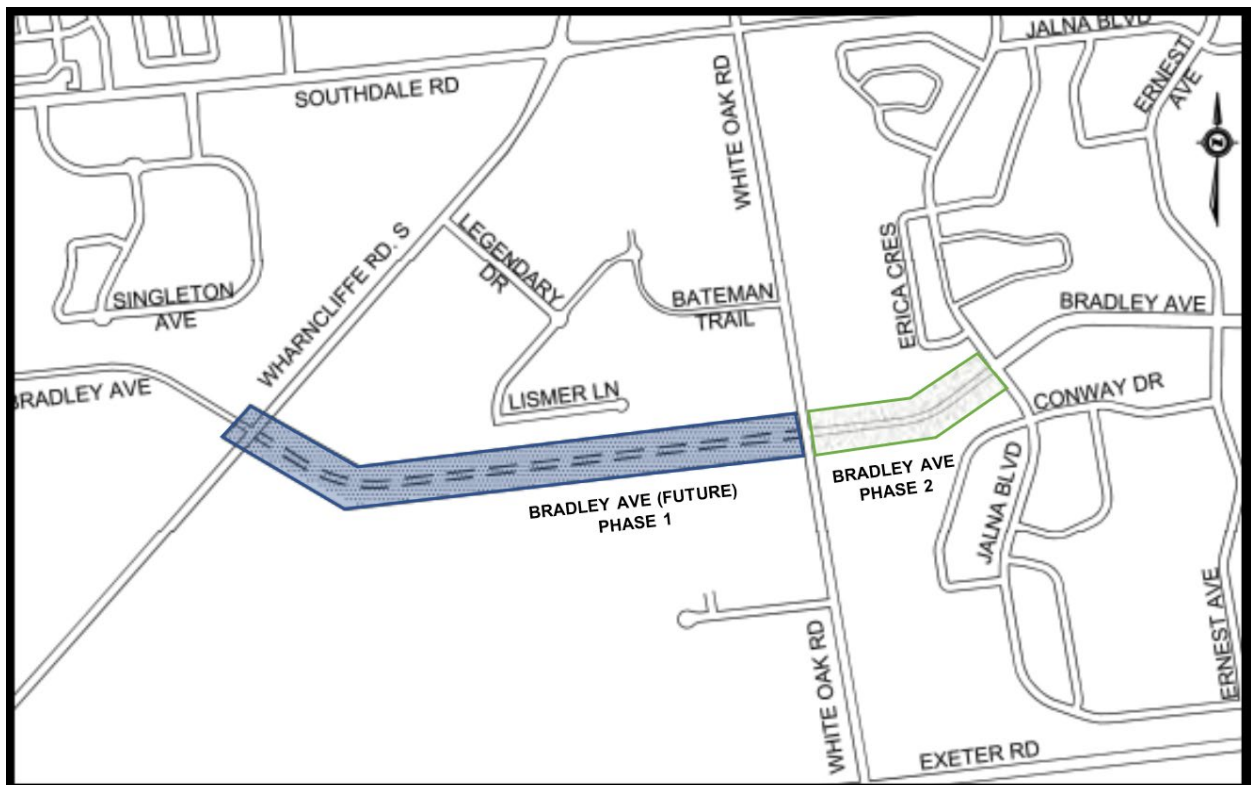 JALNA BLVD
ERNEST
AVE
SOUTHDALE RD
WHITE OAK RD
WHARNCLIFFE RD. S
LEGENDARY
DR
ERICA CRES
SINGLETON
AVE
BATEMAN
TRAIL
BRADLEY AVE
BRADLEY AVE
LISMER LN
CONWAY DR
BRADLEY AVE
PHASE 2
BRADLEY AVE (FUTURE)
PHASE 1
JALNA BLVD
ERNEST AVE
WHITE OAK RD
EXETER RD